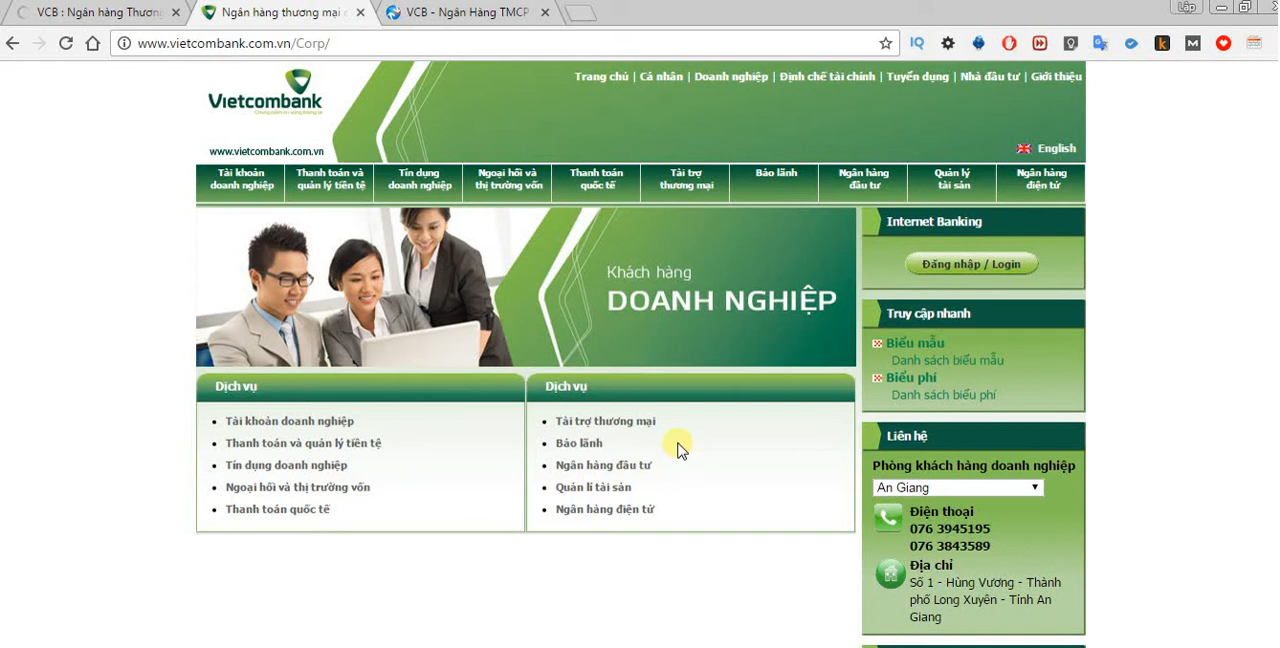 VCB : Ngân hàng Thươn
Ngân hàng thương mại
VCB - Ngân Hàng TMCP
Lập
www.vietcombank.com.vn/Corp/
Vietcombank
www.vietcombank.com.vn
Trang chủ | Cá nhân | Doanh nghiệp | Định chế tài chính | Tuyển dụng | Nhà đầu tư | Giới thiệu
English
Tài khoản
doanh nghiệp
Thanh toán và
quản lý tiền tệ
Tín dụng
doanh nghiệp
Ngoại hối và
thị trường vốn
Thanh toán
quốc tế
Tài trợ
thương mại
Bảo lãnh
Ngân hàng
đầu tư
Quản lý
tài sản
Ngân hàng
điện tử
Khách hàng
DOANH NGHIỆP
Internet Banking
Đăng nhập / Login
Truy cập nhanh
Biểu mẫu
Danh sách biểu mẫu
Biểu phí
Danh sách biểu phí
Dịch vụ
Tài khoản doanh nghiệp
Thanh toán và quản lý tiền tệ
Tín dụng doanh nghiệp
Ngoại hối và thị trường vốn
Thanh toán quốc tế
Dịch vụ
Tài trợ thương mại
Bảo lãnh
Ngân hàng đầu tư
Quản lí tài sản
Ngân hàng điện tử
Liên hệ
Phòng khách hàng doanh nghiệp
An Giang
Điện thoại
076 3945195
076 3843589
Địa chỉ
Số 1 - Hùng Vương - Thành
phố Long Xuyên - Tỉnh An
Giang